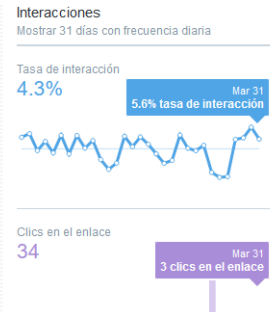 Interacciones
Mostrar 31 días con frecuencia diaria
Tasa de interacción
4.3%
Mar 31
5.6% tasa de interacción
Clics en el enlace
34
Mar 31
3 clics en el enlace